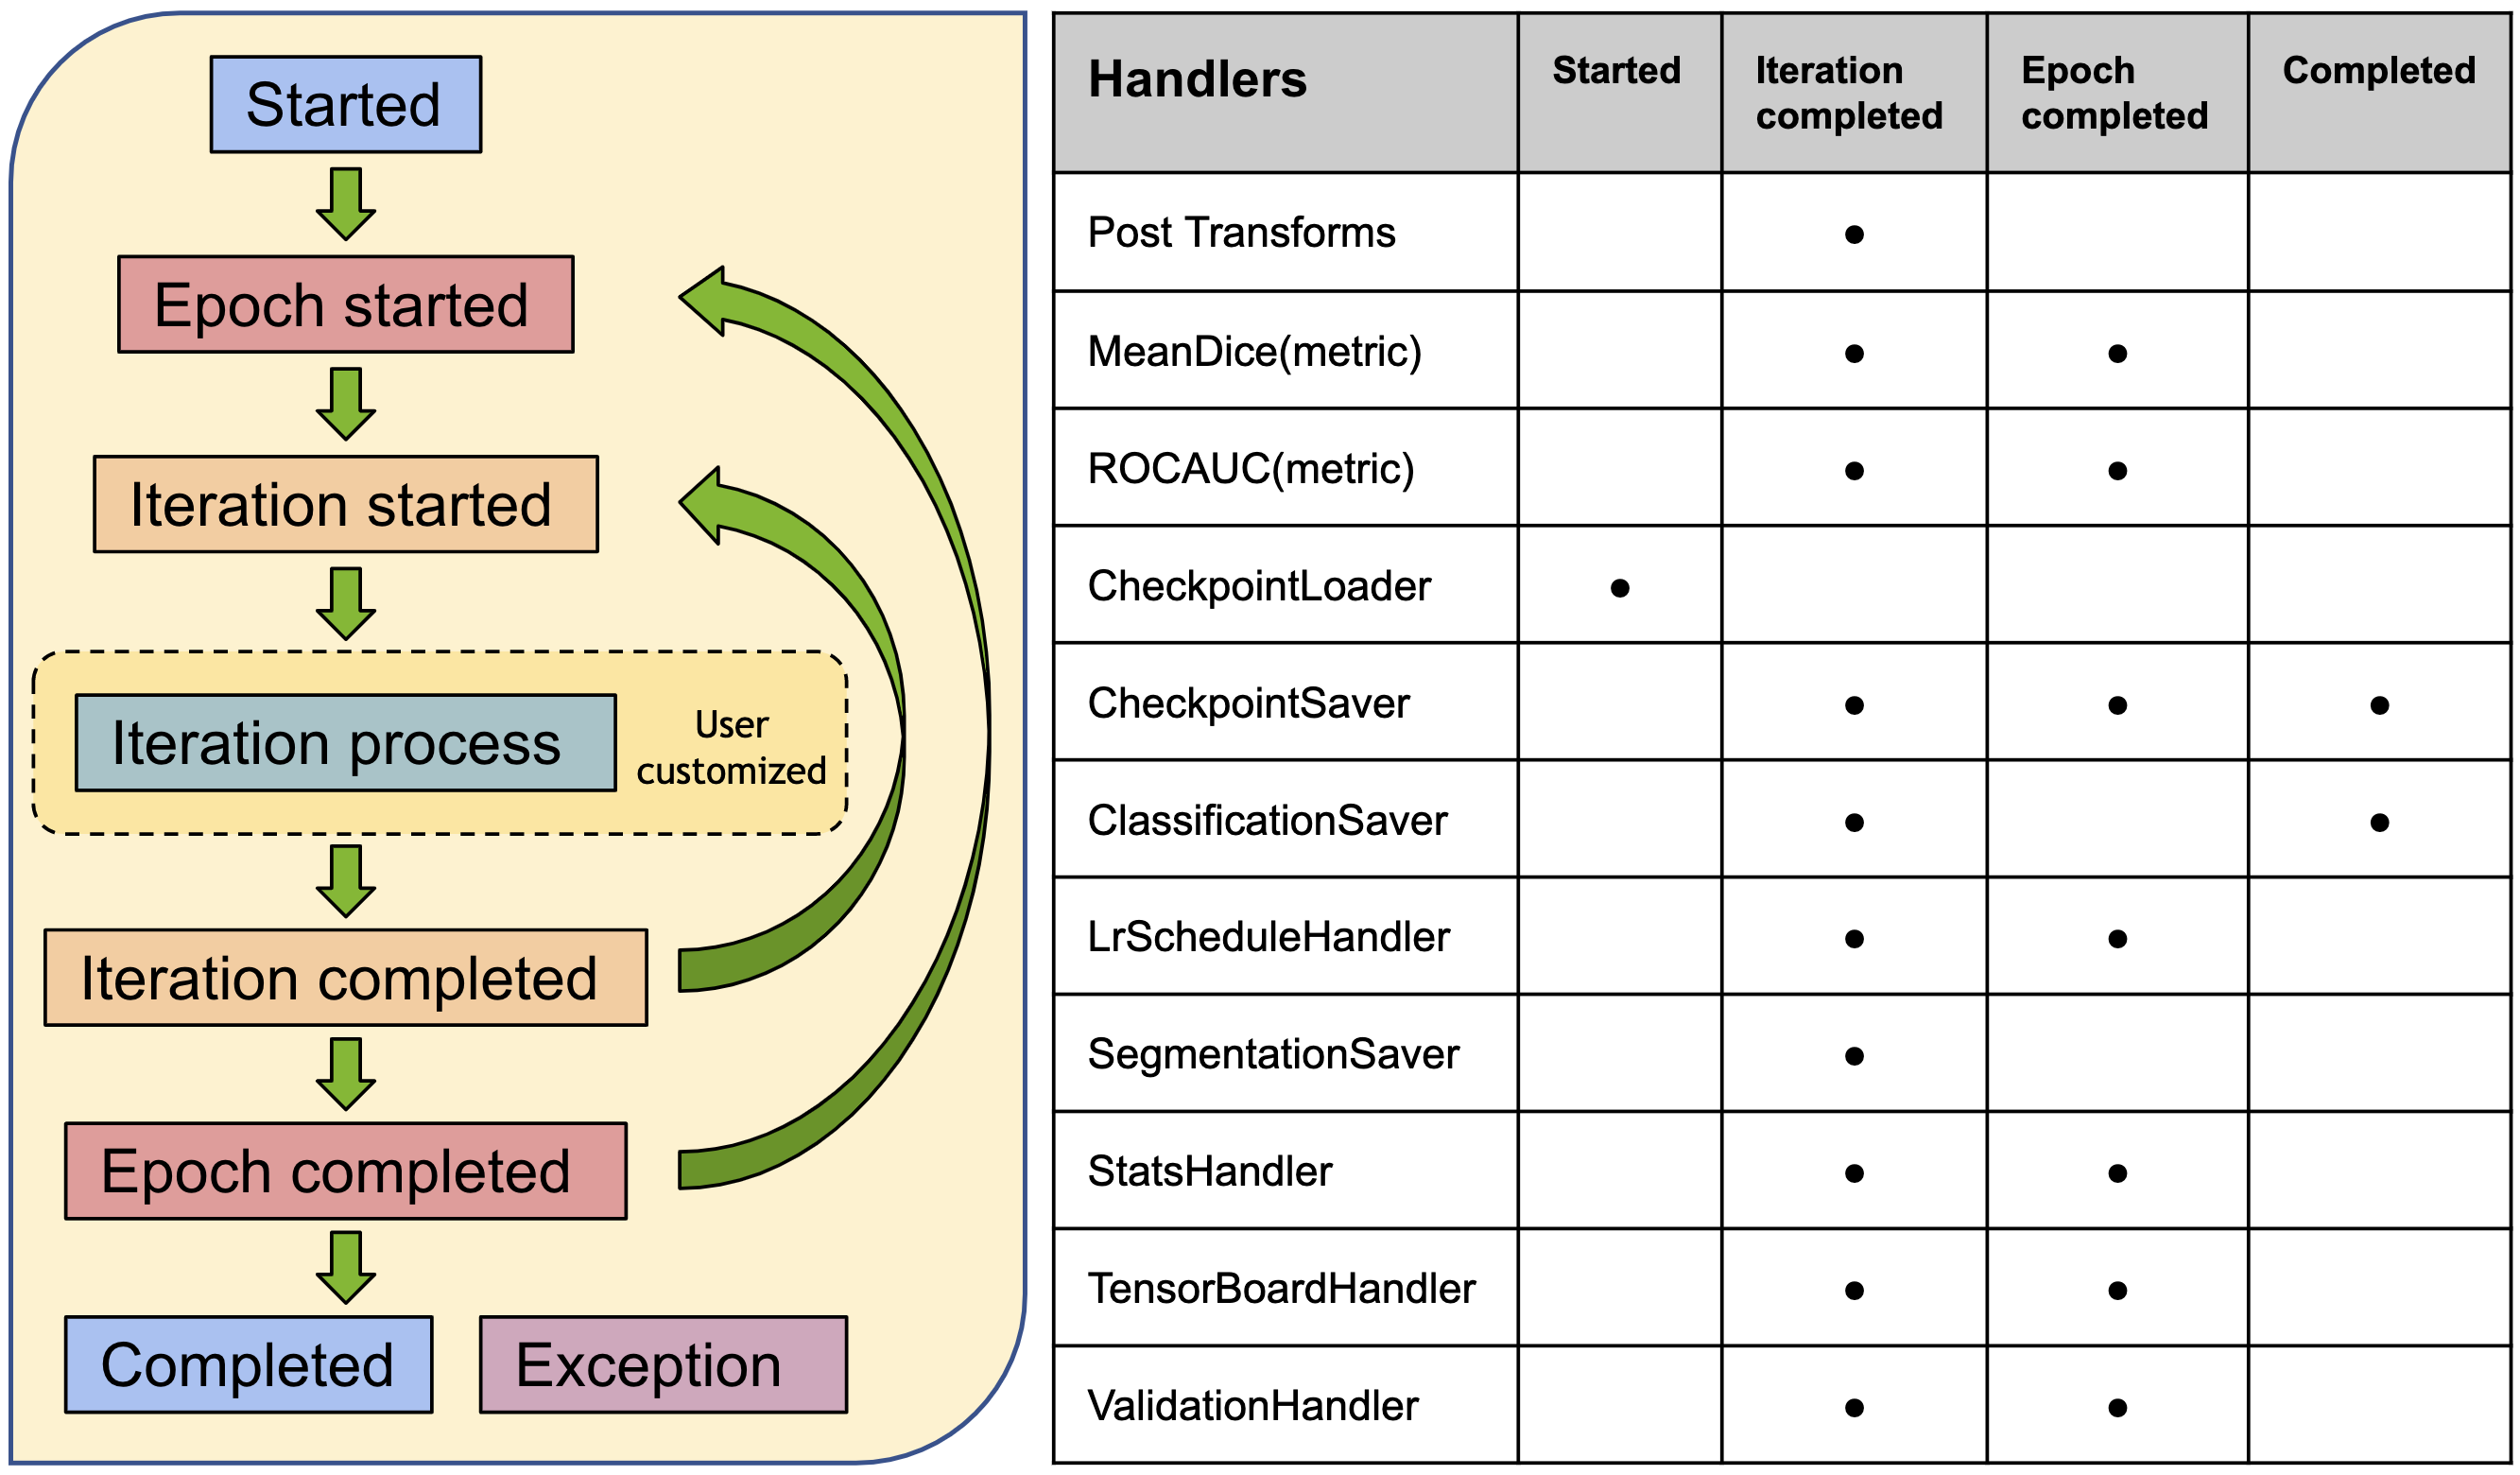 Started
Epoch started
Iteration started
Iteration process
User
customized
Iteration completed
Epoch completed
Completed
Exception
Handlers
Started
Iteration
completed
Epoch
completed
Completed
Post Transforms
MeanDice(metric)
ROCAUC(metric)
CheckpointLoader
CheckpointSaver
ClassificationSaver
LrScheduleHandler
SegmentationSaver
StatsHandler
TensorBoardHandler
ValidationHandler